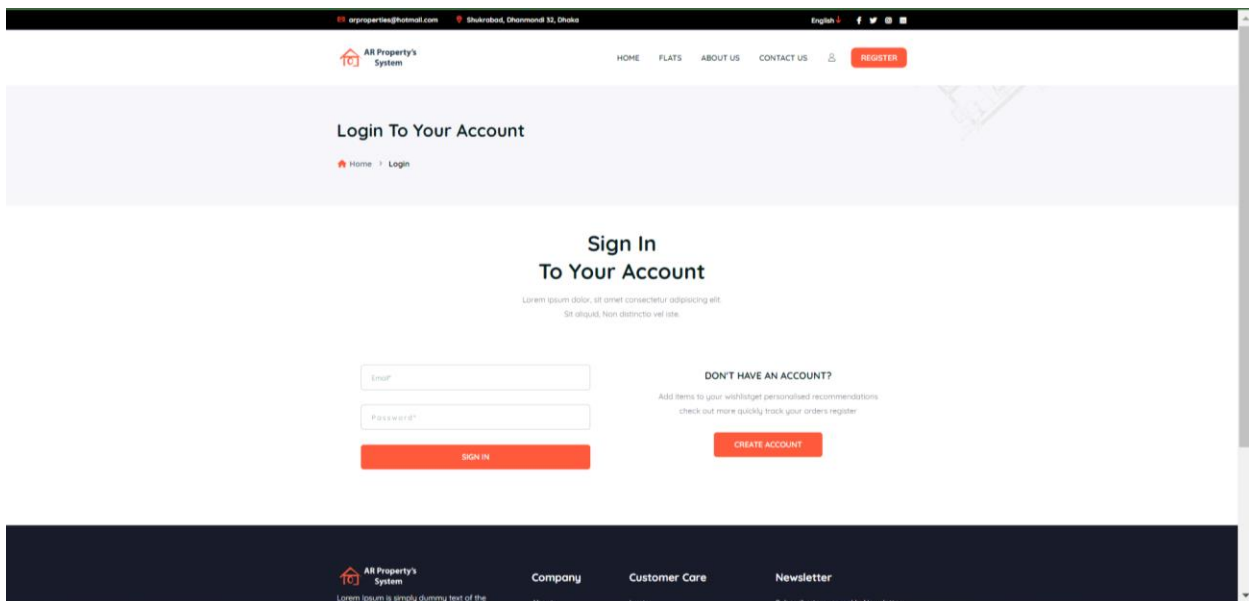 arproperties@hotmail.com Shukrabad, Dhanmondi 32, Dhaka English
AR Property's
System
HOME FLATS ABOUT US CONTACT US REGISTER
Login To Your Account
Home > Login
Sign In
To Your Account
Lorem ipsum dolor, sit amet consectetur adipisicing elit.
Sit aliquid, Non distinctio vel iste.
Email*
Password*
SIGN IN
DON'T HAVE AN ACCOUNT?
Add items to your wishlistget personalised recommendations
check out more quickly track your orders register
CREATE ACCOUNT
AR Property's
System
Lorem Ipsum is simply dummy text of the
Company
Customer Care
Newsletter